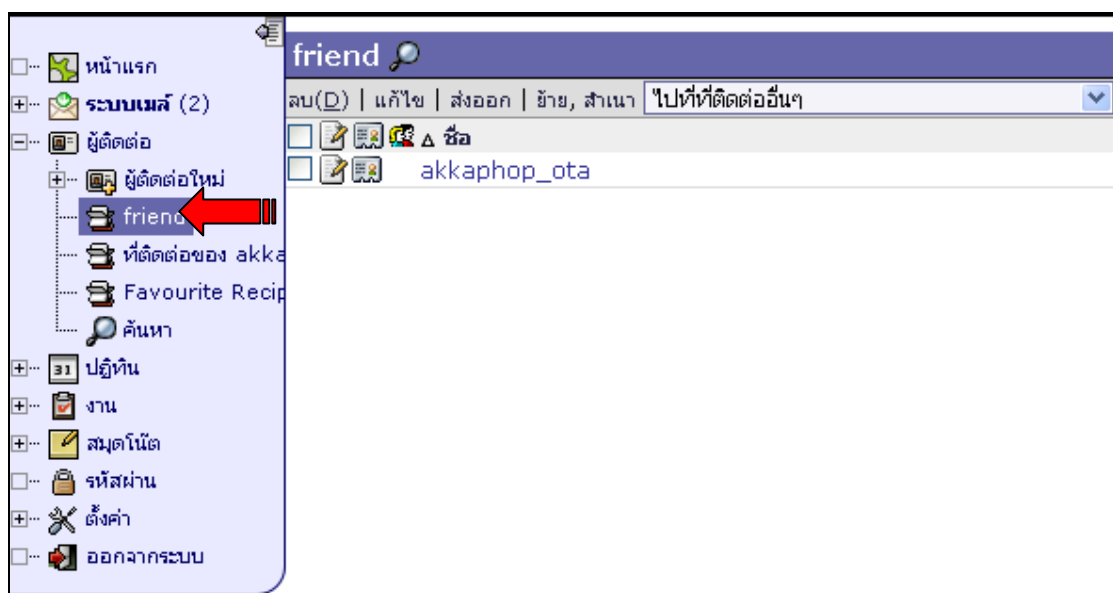 หน้าแรก
ระบบเมล์ (2)
ผู้ติดต่อ
ผู้ติดต่อใหม่
friend
ที่ติดต่อของ akka
Favourite Recip
ค้นหา
31 ปฏิทิน
งาน
สมุดโน๊ต
รหัสผ่าน
ตั้งค่า
ออกจากระบบ
friend
ลบ(D) | แก้ไข | ส่งออก | ย้าย, สำเนา ไปที่ที่ติดต่ออื่นๆ
ชื่อ
akkaphop_ota